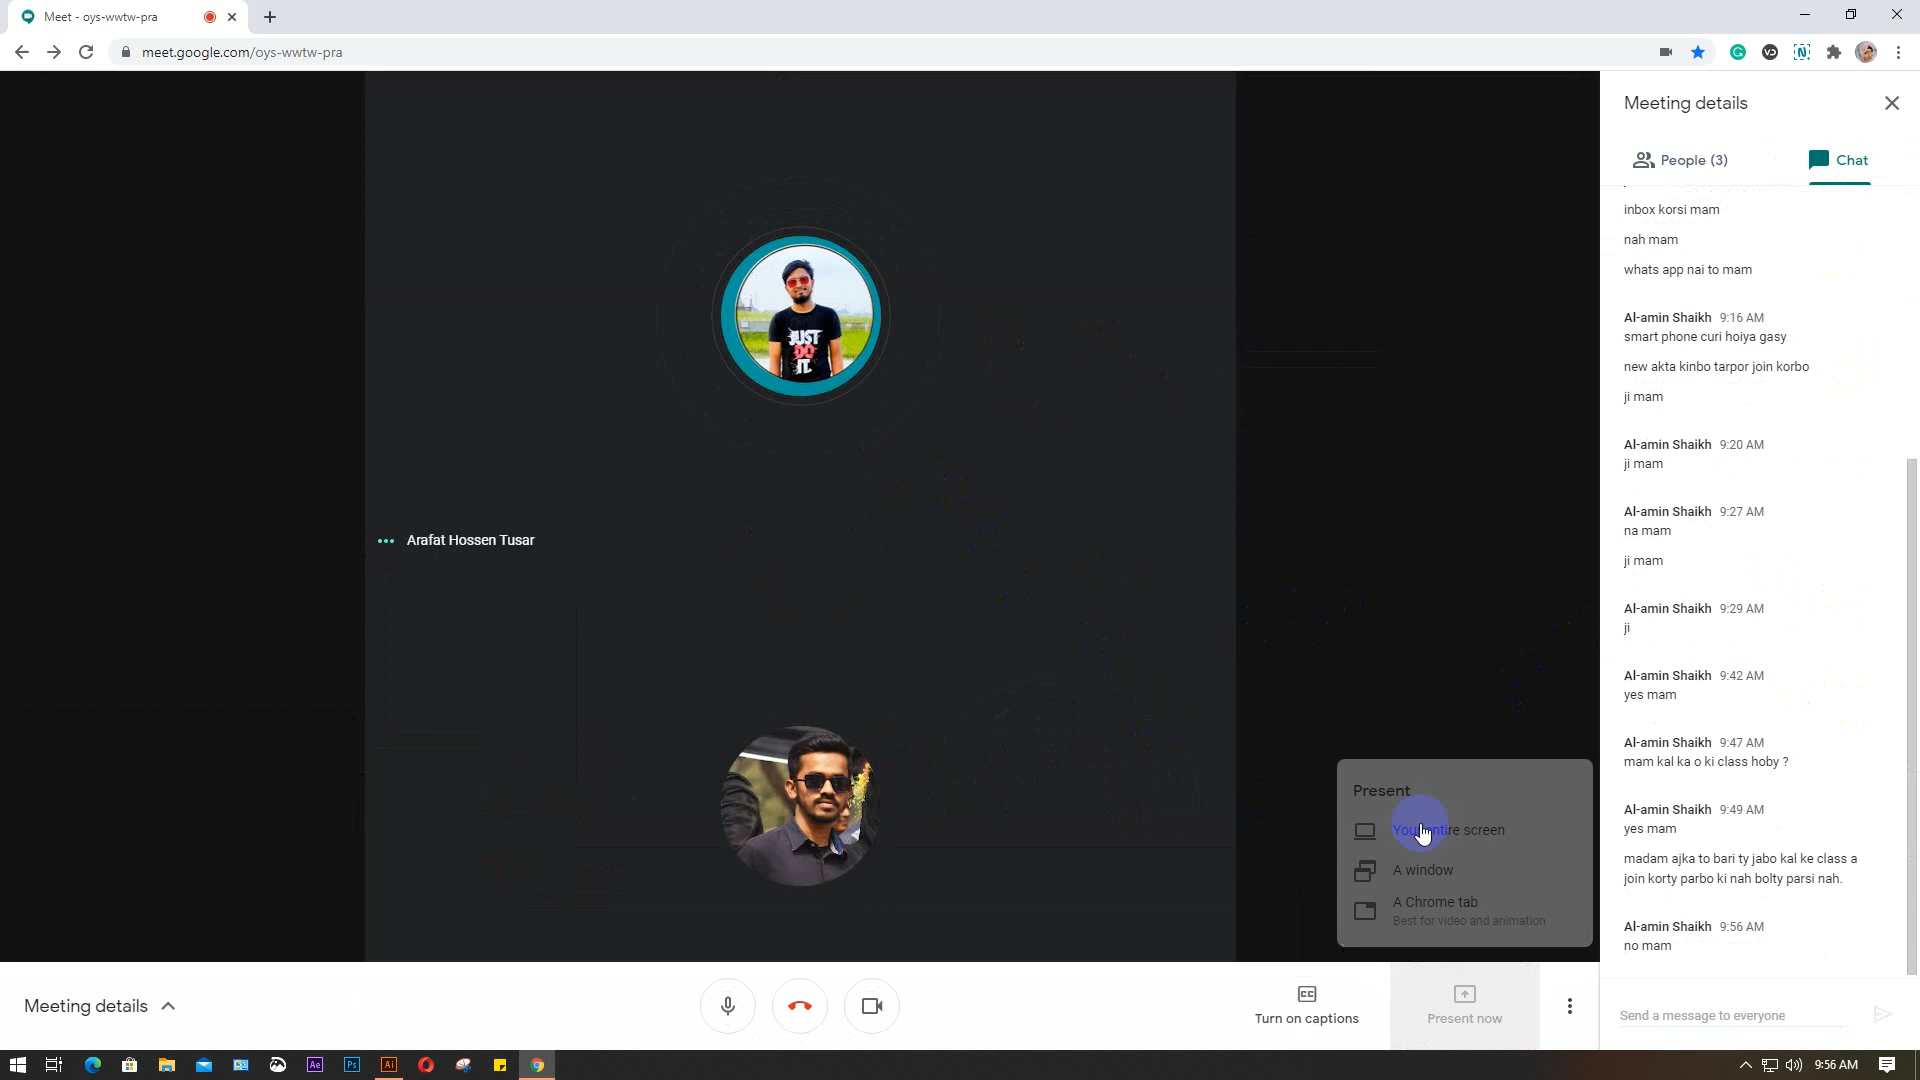 Meet - oys-wwtw-pra
meet.google.com/oys-wwtw-pra
Meeting details
People (3)
Chat
inbox korsi mam
nah mam
whats app nai to mam
Al-amin Shaikh 9:16 AM
smart phone curi hoiya gasy
new akta kinbo tarpor join korbo
ji mam
Al-amin Shaikh 9:20 AM
ji mam
Al-amin Shaikh 9:27 AM
na mam
ji mam
Al-amin Shaikh 9:29 AM
ji
Al-amin Shaikh 9:42 AM
yes mam
Al-amin Shaikh 9:47 AM
mam kal ka o ki class hoby ?
Al-amin Shaikh 9:49 AM
yes mam
madam ajka to bari ty jabo kal ke class a
join korty parbo ki nah bolty parsi nah.
Al-amin Shaikh 9:56 AM
no mam
Send a message to everyone
JUST
DO
IT.
Arafat Hossen Tusar
Present
Your entire screen
A window
A Chrome tab
Best for video and animation
Meeting details
Turn on captions
Present now
Ae
Ps
Ai
9:56 AM